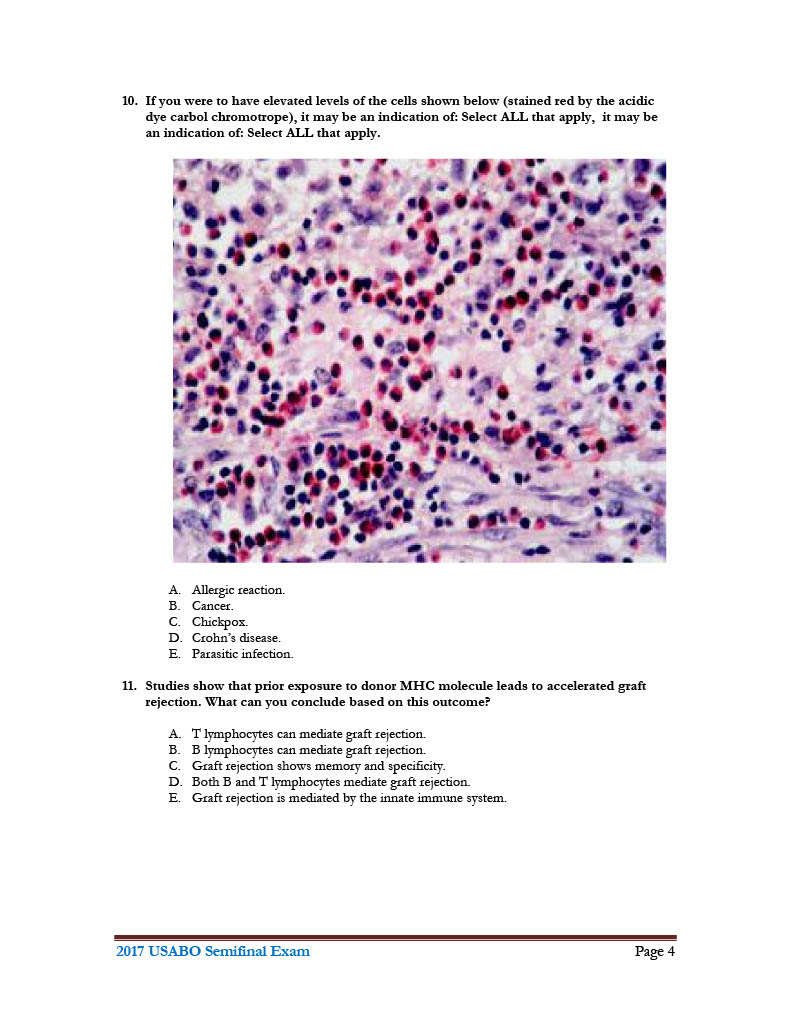 10. If you were to have elevated levels of the cells shown below (stained red by the acidic
dye carbol chromotrope), it may be an indication of: Select ALL that apply,  it may be
an indication of: Select ALL that apply.
A. Allergic reaction.
B. Cancer.
C. Chickpox.
D. Crohn’s disease.
E. Parasitic infection.
11. Studies show that prior exposure to donor MHC molecule leads to accelerated graft
rejection. What can you conclude based on this outcome?
A. T lymphocytes can mediate graft rejection.
B. B lymphocytes can mediate graft rejection.
C. Graft rejection shows memory and specificity.
D. Both B and T lymphocytes mediate graft rejection.
E. Graft rejection is mediated by the innate immune system.
2017 USABO Semifinal Exam Page 4